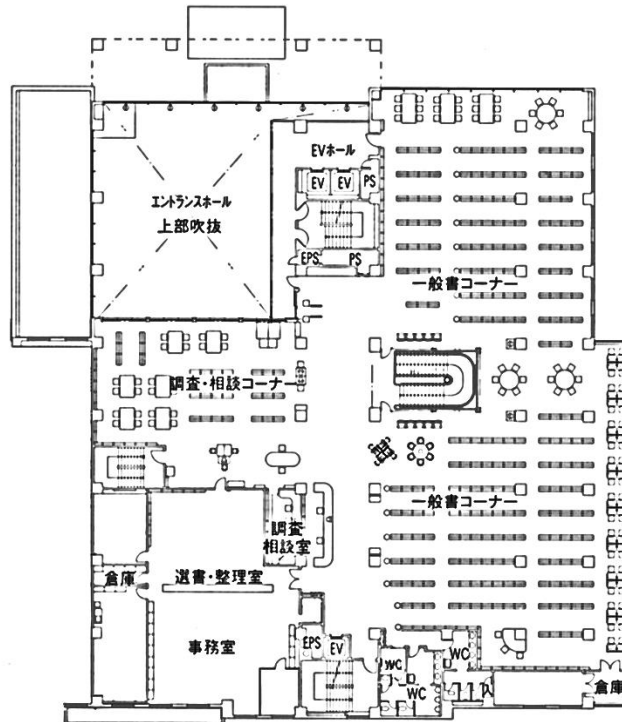 EVホール
EV
EV
PS
エントランスホール
上部吹抜
EPS
PS
一般書コーナー
調査・相談コーナー
一般書コーナー
調査
相談室
倉庫
選書・整理室
事務室
EPS
EV
WC
WC
WC
倉庫